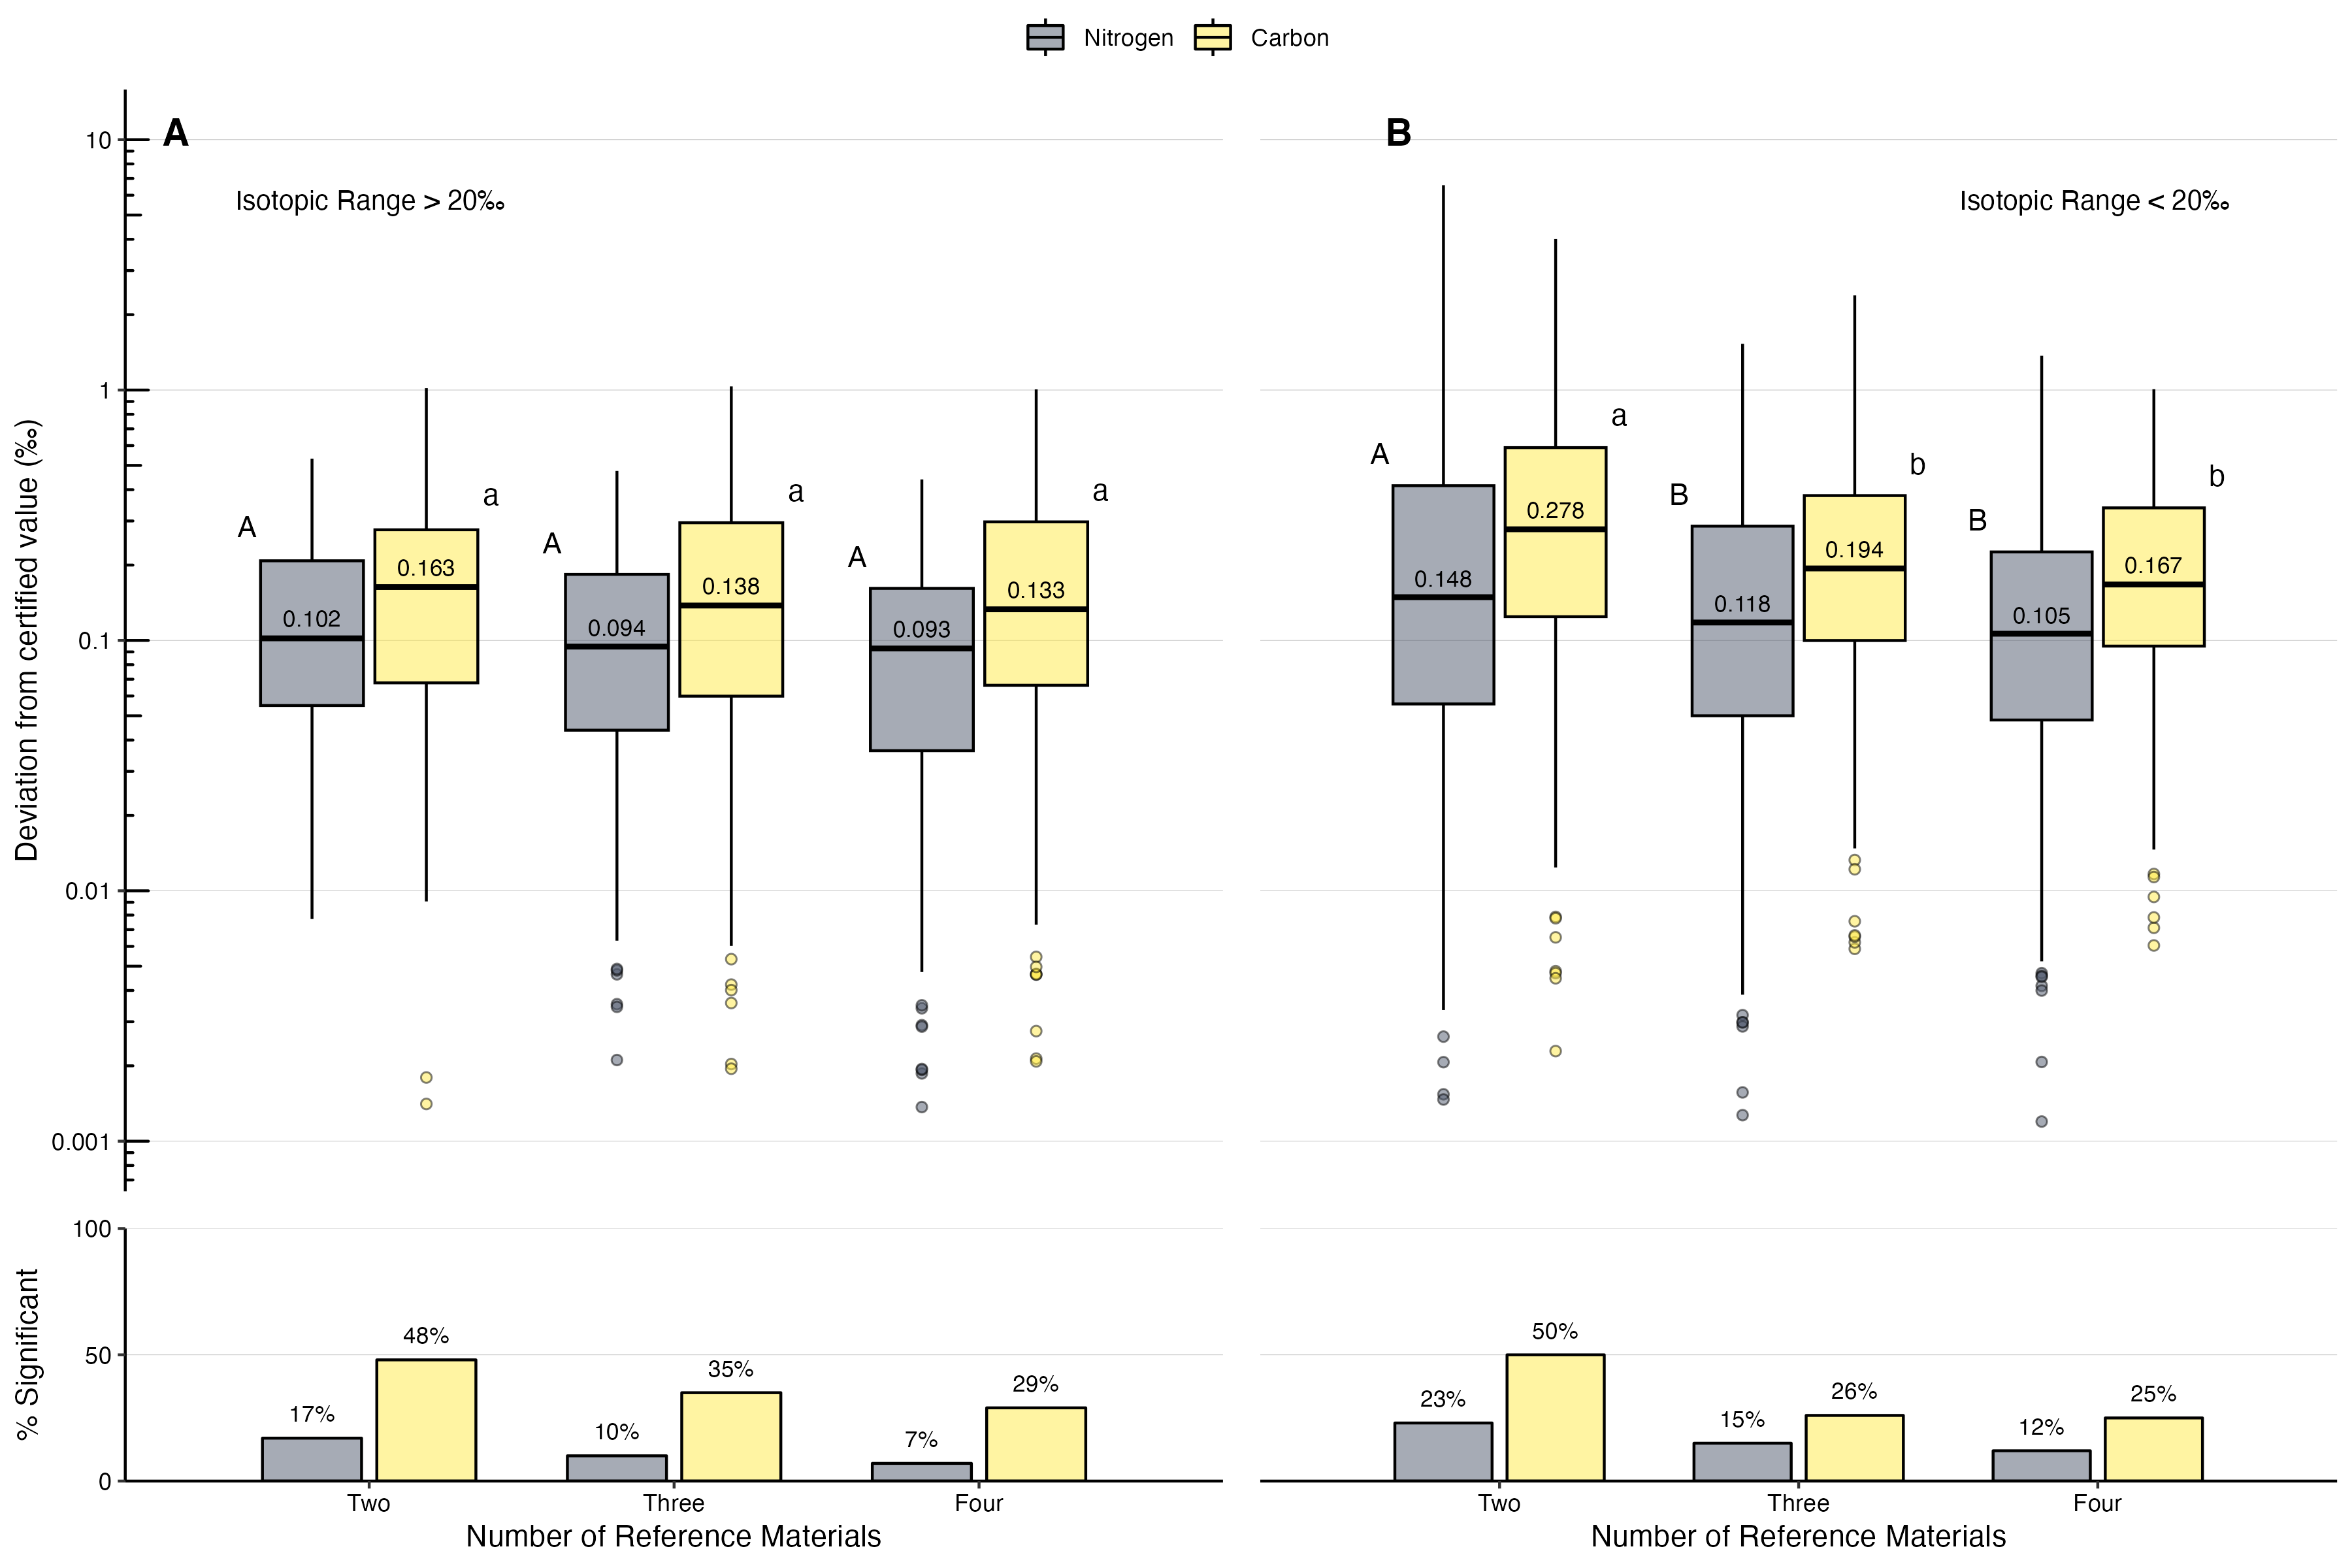 Nitrogen Carbon
A
B
Isotopic Range > 20‰
Isotopic Range < 20‰
Deviation from certified value (‰)
10
1
0.1
0.01
0.001
A
0.102
a
0.163
A
0.094
a
0.138
A
0.093
a
0.133
A
0.148
a
0.278
B
0.118
b
0.194
B
0.105
b
0.167
% Significant
100
50
0
17%
48%
10%
35%
7%
29%
23%
50%
15%
26%
12%
25%
Two Three Four
Two Three Four
Number of Reference Materials
Number of Reference Materials